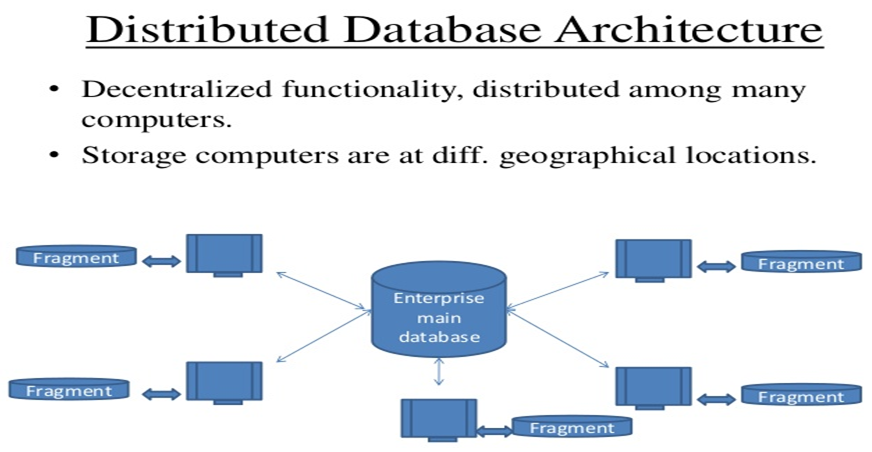 Distributed Database Architecture
• Decentralized functionality, distributed among many
computers.
• Storage computers are at diff. geographical locations.
Fragment
Fragment
Enterprise
main
database
Fragment
Fragment
Fragment